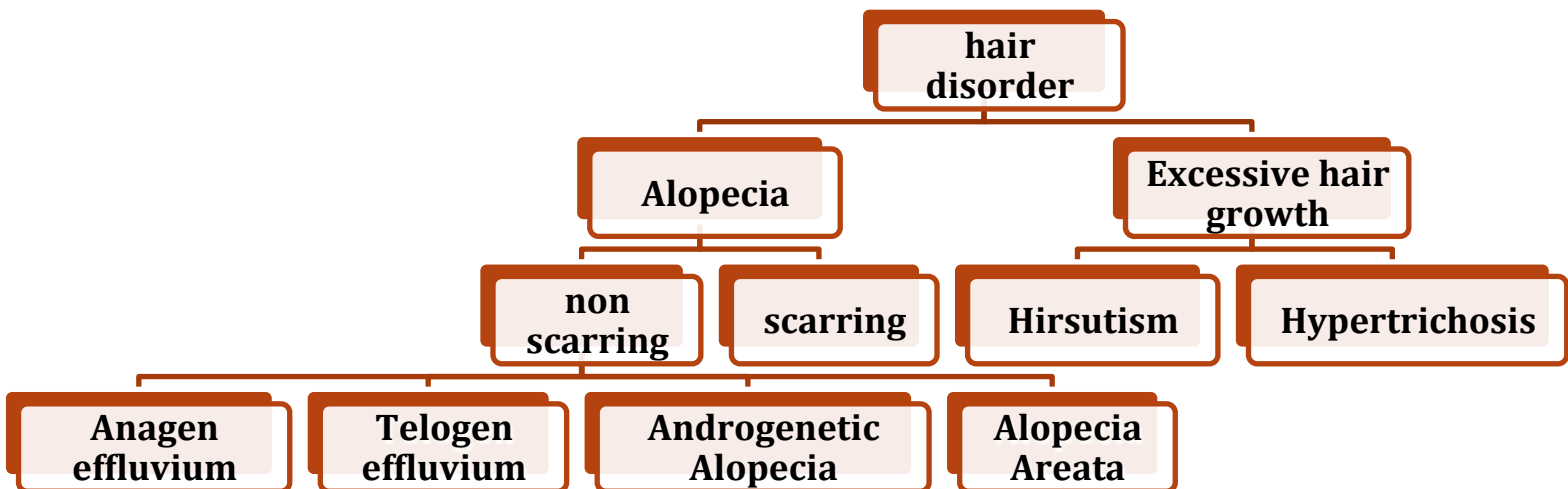 hair
disorder
Alopecia
Excessive hair
growth
non
scarring
scarring
Hirsutism
Hypertrichosis
Anagen
effluvium
Telogen
effluvium
Androgenetic
Alopecia
Alopecia
Areata